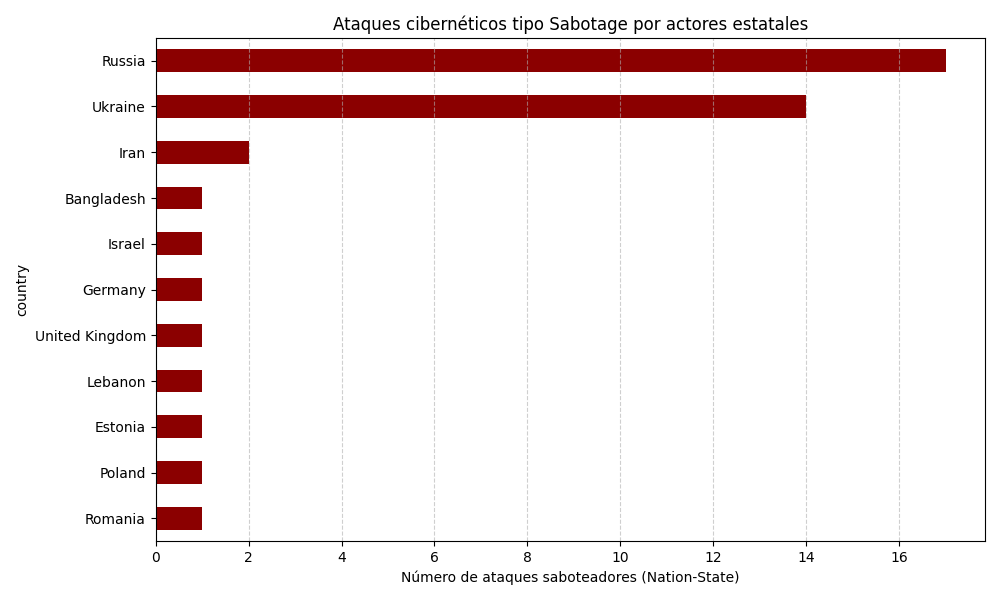 Ataques cibernéticos tipo Sabotage por actores estatales
Russia
Ukraine
Iran
Bangladesh
Israel
Germany
United Kingdom
Lebanon
Estonia
Poland
Romania
country
0 2 4 6 8 10 12 14 16
Número de ataques saboteadores (Nation-State)